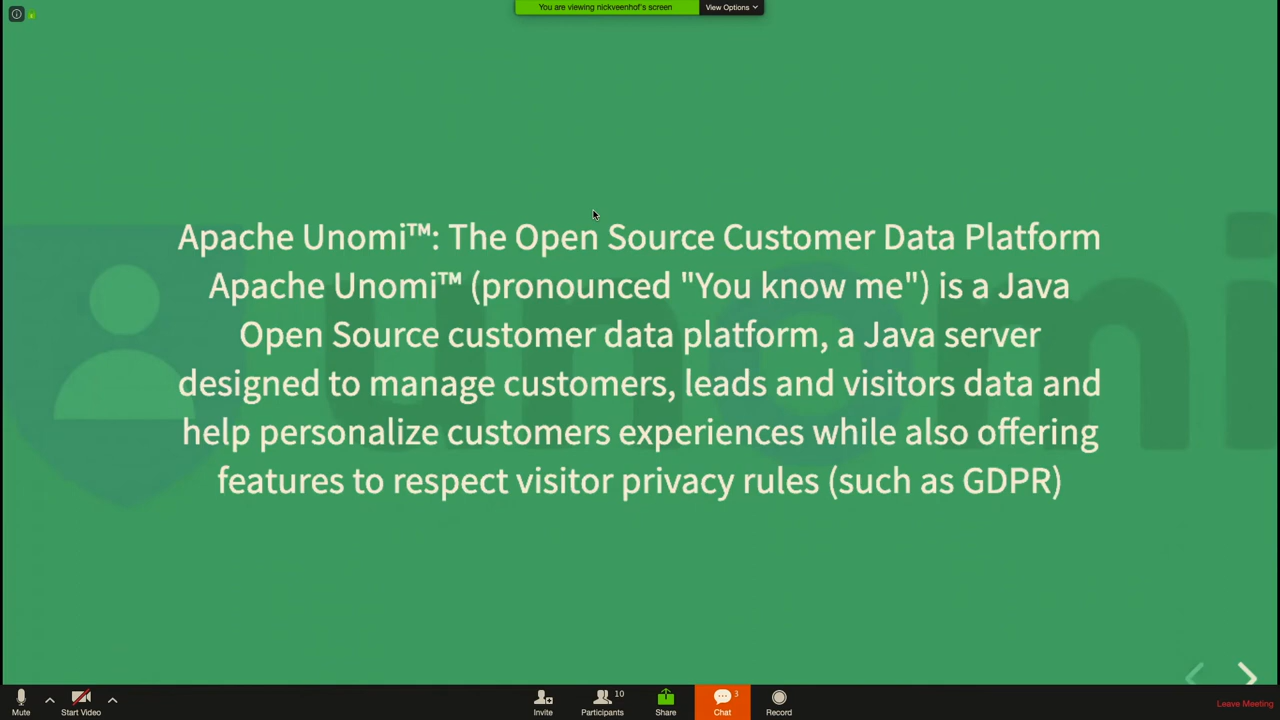 You are viewing nickveenhof's screen
View Options
Apache Unomi™: The Open Source Customer Data Platform
Apache Unomi™ (pronounced "You know me") is a Java
Open Source customer data platform, a Java server
designed to manage customers, leads and visitors data and
help personalize customers experiences while also offering
features to respect visitor privacy rules (such as GDPR)
unomi
Mute
Start Video
Invite
10
Participants
Share
3
Chat
Record
Leave Meeting